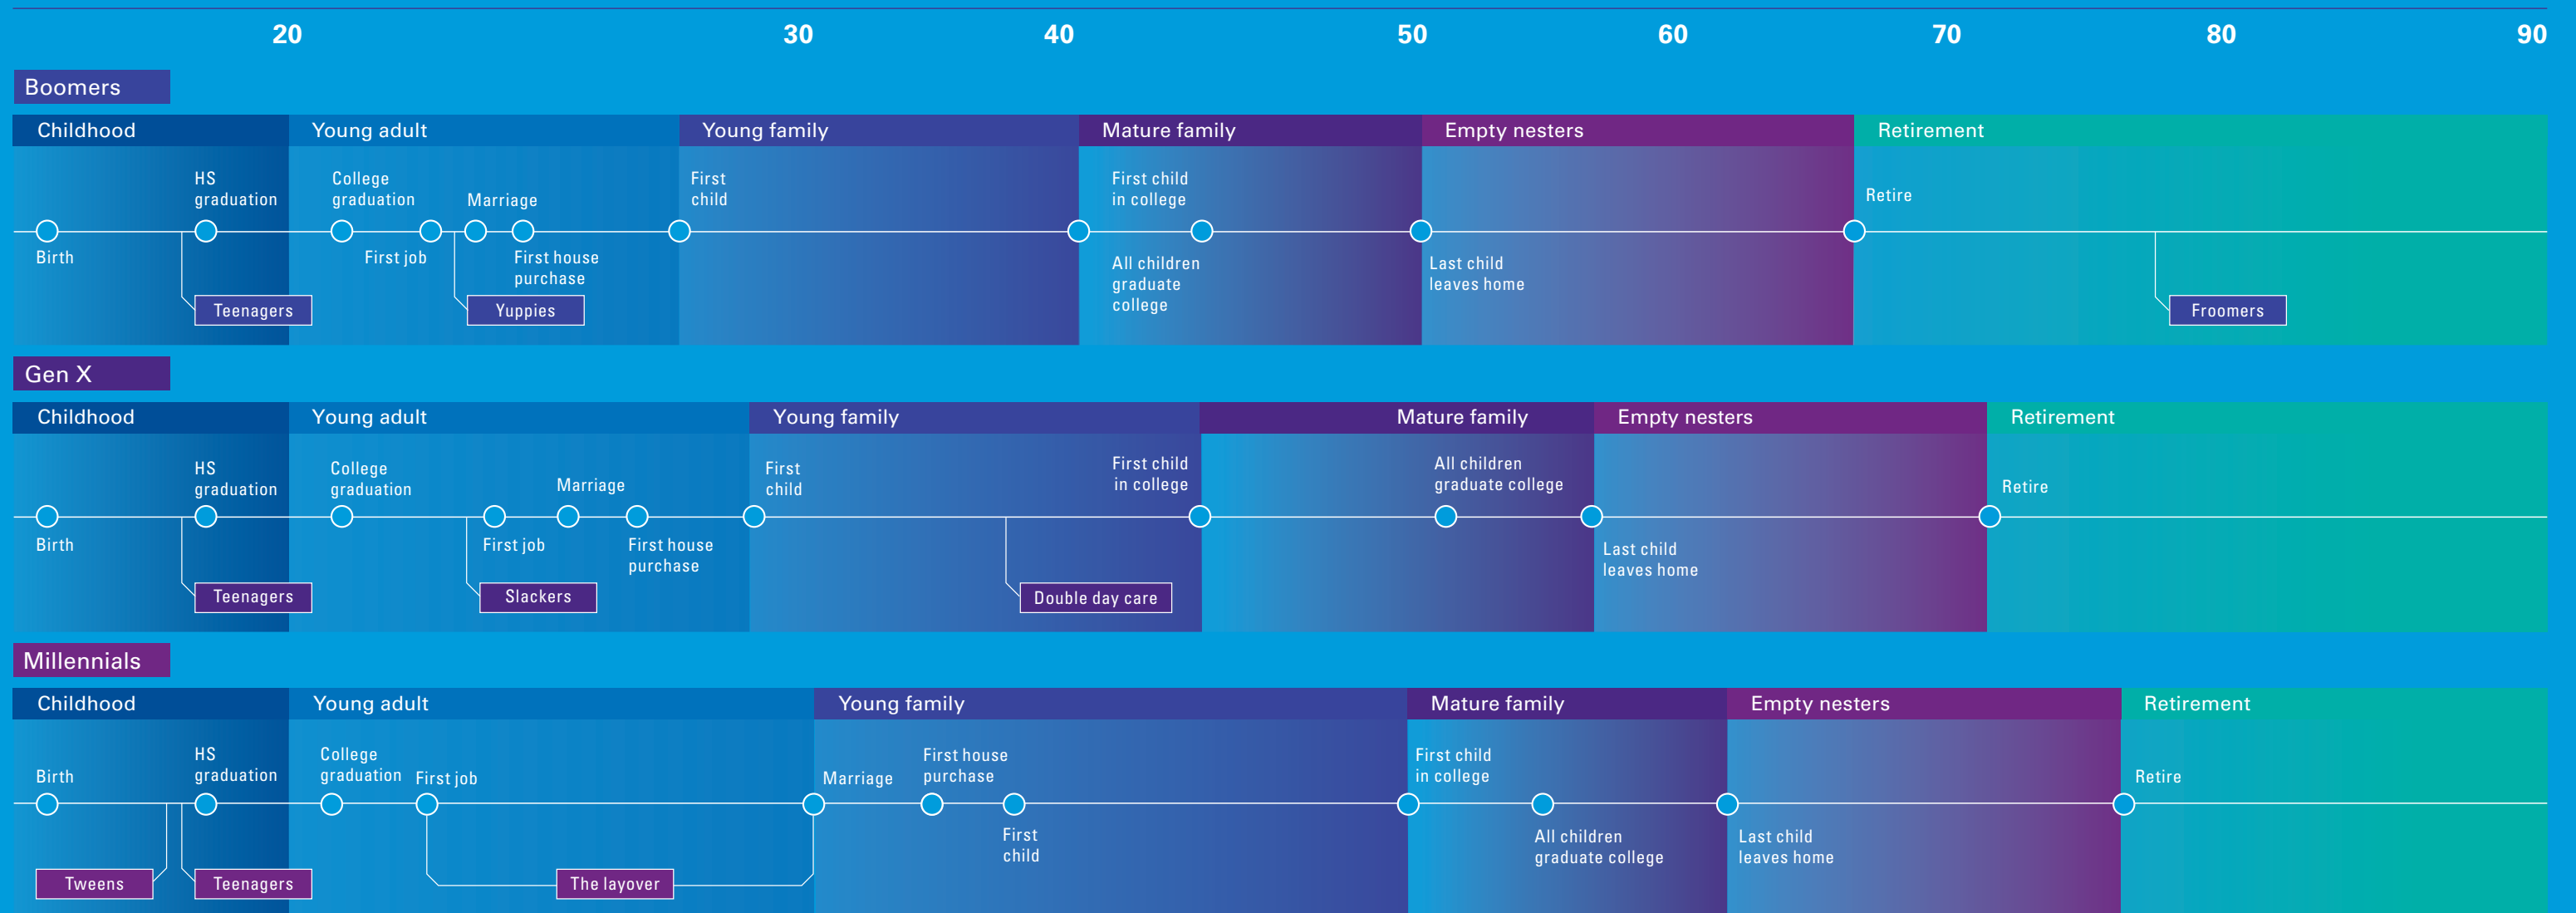 20 30 40 50 60 70 80 90
Boomers
Childhood Young adult Young family Mature family Empty nesters Retirement
HS
graduation
College
graduation
Marriage
First
child
First child
in college
Retire
Birth
First job
First house
purchase
All children
graduate
college
Last child
leaves home
Teenagers
Yuppies
Froomers
Gen X
Childhood Young adult Young family Mature family Empty nesters Retirement
HS
graduation
College
graduation
Marriage
First
child
First child
in college
All children
graduate college
Retire
Birth
First job
First house
purchase
Last child
leaves home
Teenagers
Slackers
Double day care
Millennials
Childhood Young adult Young family Mature family Empty nesters Retirement
Birth
HS
graduation
College
graduation
First job
Marriage
First house
purchase
First child
in college
Retire
First
child
All children
graduate college
Last child
leaves home
Tweens
Teenagers
The layover